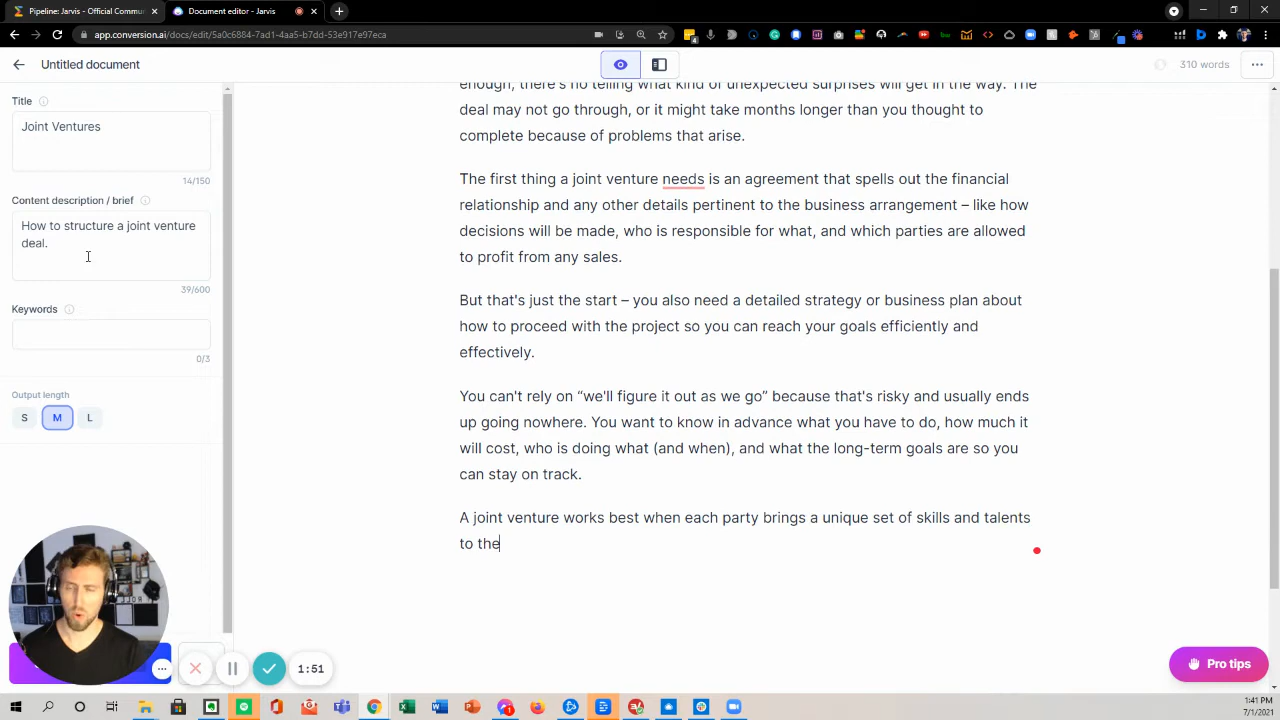 Pipeline: Jarvis - Official Commu
Document editor - Jarvis
app.conversion.ai/docs/edit/5a0c6884-7ad1-4aa5-b7dd-53e917e97eca
Untitled document
310 words
Title
Joint Ventures
14/150
Content description / brief
How to structure a joint venture
deal.
39/600
Keywords
0/3
Output length
S M L
enough, there's no telling what kind of unexpected surprises will get in the way. The
deal may not go through, or it might take months longer than you thought to
complete because of problems that arise.
The first thing a joint venture needs is an agreement that spells out the financial
relationship and any other details pertinent to the business arrangement – like how
decisions will be made, who is responsible for what, and which parties are allowed
to profit from any sales.
But that's just the start – you also need a detailed strategy or business plan about
how to proceed with the project so you can reach your goals efficiently and
effectively.
You can't rely on “we'll figure it out as we go” because that's risky and usually ends
up going nowhere. You want to know in advance what you have to do, how much it
will cost, who is doing what (and when), and what the long-term goals are so you
can stay on track.
A joint venture works best when each party brings a unique set of skills and talents
to the
1:51
Pro tips
1:41 PM
7/1/2021